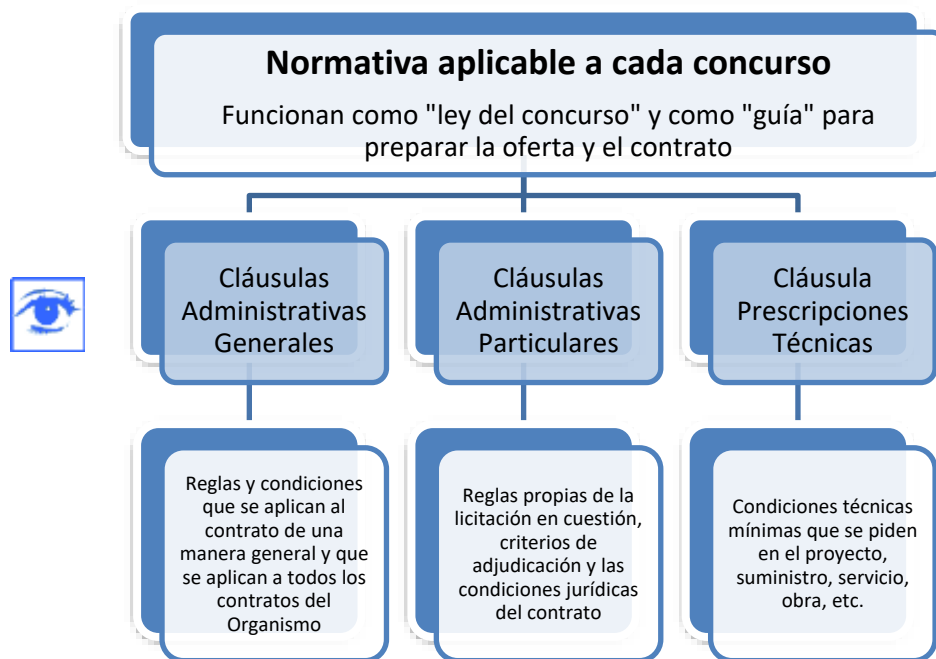 Normativa aplicable a cada concurso
Funcionan como "ley del concurso" y como "guía" para
preparar la oferta y el contrato
Cláusulas
Administrativas
Generales
Cláusulas
Administrativas
Particulares
Cláusula
Prescripciones
Técnicas
Reglas y condiciones
que se aplican al
contrato de una
manera general y que
se aplican a todos los
contratos del
Organismo
Reglas propias de la
licitación en cuestión,
criterios de
adjudicación y las
condiciones jurídicas
del contrato
Condiciones técnicas
mínimas que se piden
en el proyecto,
suministro, servicio,
obra, etc.